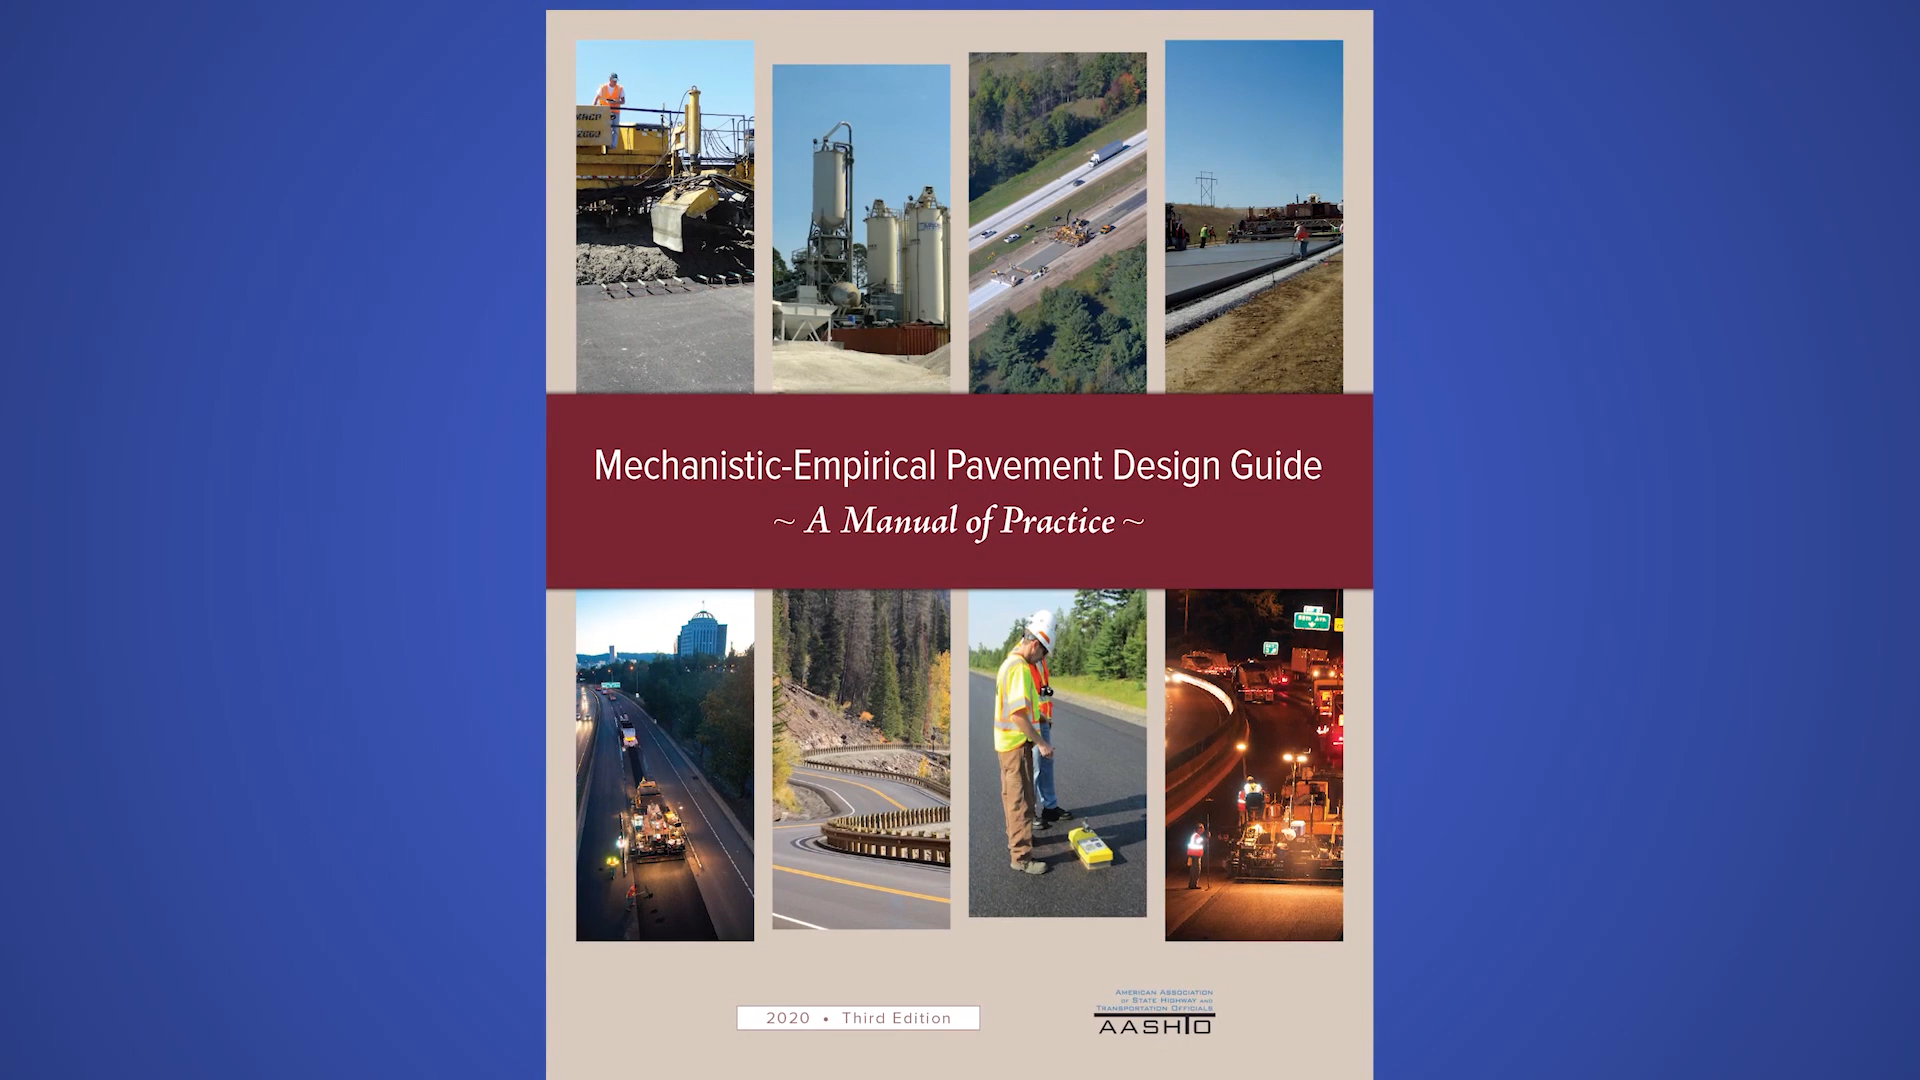 Mechanistic-Empirical Pavement Design Guide
~ A Manual of Practice ~
2020 • Third Edition
American Association
of State Highway and
Transportation Officials
AASHTO